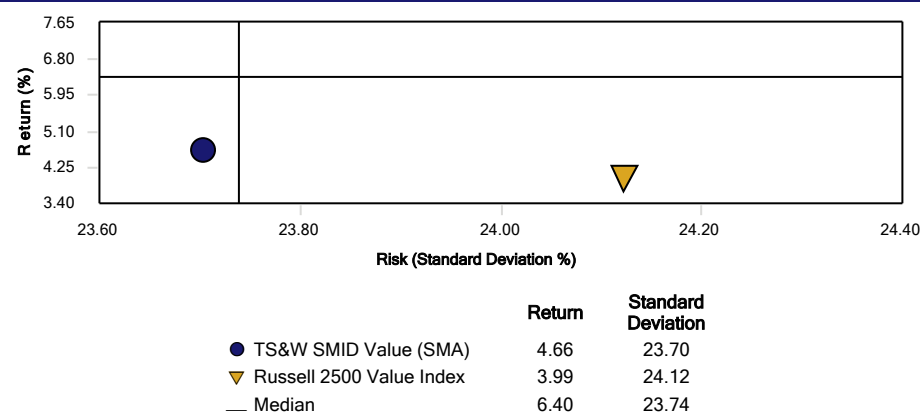 7.65
6.80
5.95
5.10
4.25
3.40
Return (%)
23.60 23.80 24.00 24.20 24.40
Risk (Standard Deviation %)
Return Standard Deviation
TS&W SMID Value (SMA) 4.66 23.70
Russell 2500 Value Index 3.99 24.12
Median 6.40 23.74